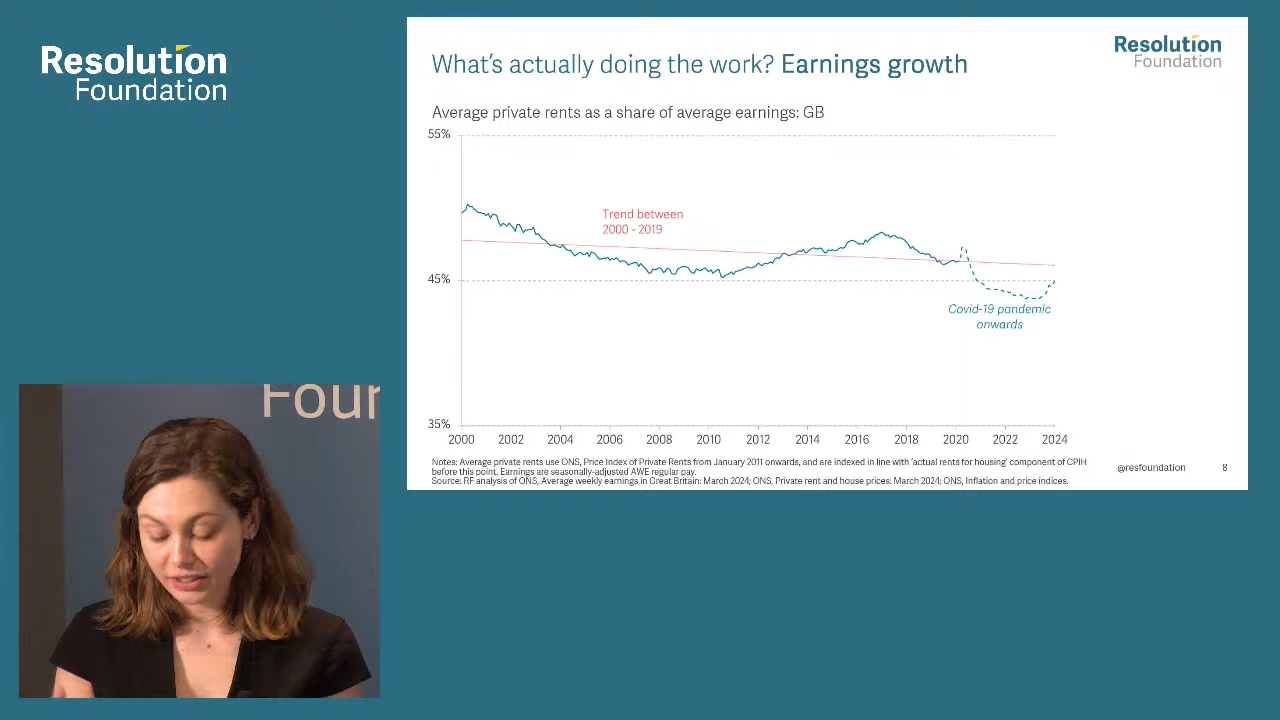 Resolution
Foundation
What's actually doing the work? Earnings growth
Resolution
Foundation
Average private rents as a share of average earnings: GB
55%
45%
35%
Trend between
2000 - 2019
Covid-19 pandemic
onwards
2000 2002 2004 2006 2008 2010 2012 2014 2016 2018 2020 2022 2024
Notes: Average private rents use ONS, Price Index of Private Rents from January 2011 onwards, and are indexed in line with 'actual rents for housing' component of CPIH
before this point. Earnings are seasonally-adjusted AWE regular pay.
Source: RF analysis of ONS, Average weekly earnings in Great Britain: March 2024; ONS, Private rent and house prices: March 2024; ONS, Inflation and price indices.
@resfoundation 8
Four